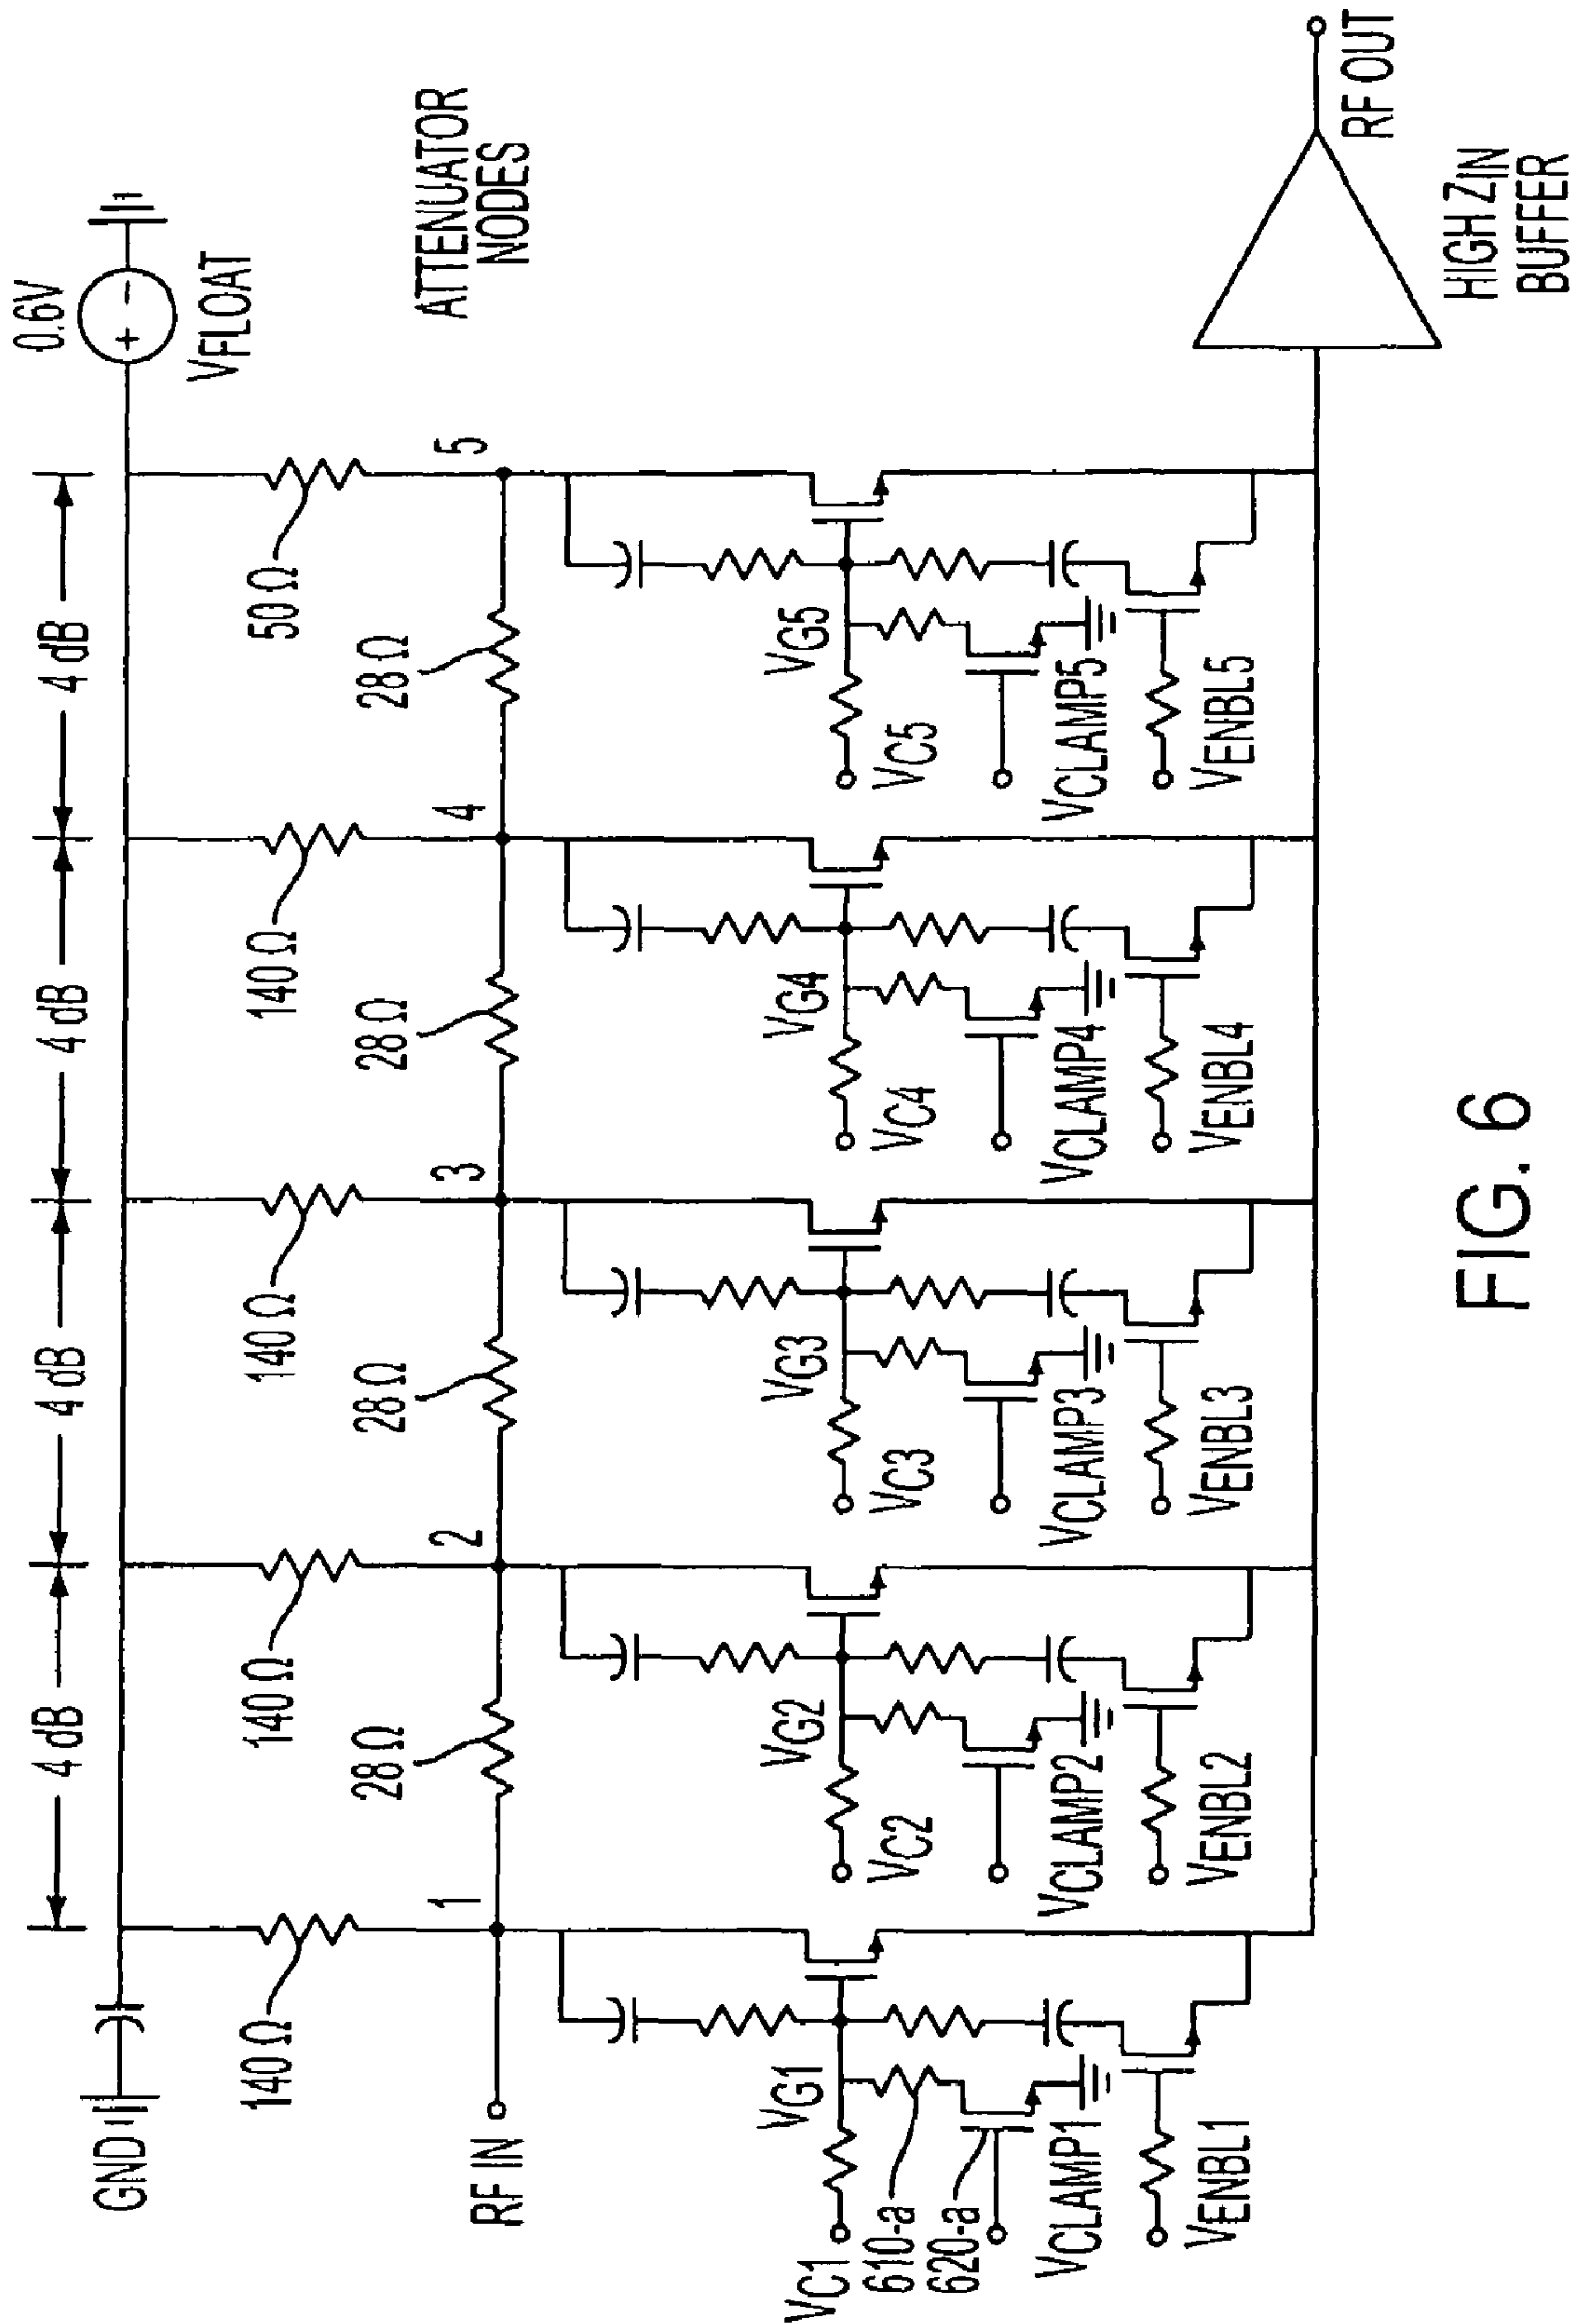 4 dB
4 dB
4 dB
4 dB
0.6V
GND
VFLOAT
140 Ω
140 Ω
140 Ω
140 Ω
50 Ω
28 Ω
28 Ω
28 Ω
28 Ω
ATTENUATOR
NODES
1
2
3
4
5
RF IN
VG1
VG2
VG3
VG4
VG5
VC1
VC2
VC3
VC4
VC5
610-a
620-a
VCLAMP1
VCLAMP2
VCLAMP3
VCLAMP4
VCLAMP5
VENBL1
VENBL2
VENBL3
VENBL4
VENBL5
RF OUT
HIGH ZIN
BUFFER
FIG. 6